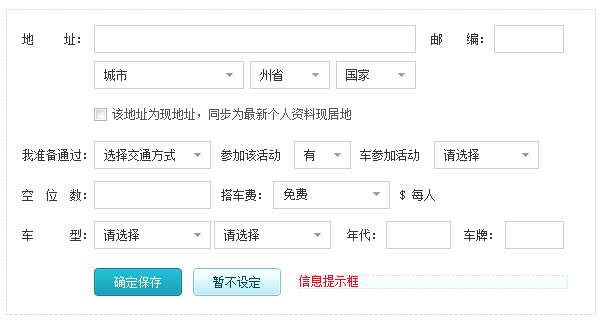 地 址： 邮 编：
城市 州省 国家
该地址为现地址，同步为最新个人资料现居地
我准备通过： 选择交通方式 参加该活动 有 车参加活动 请选择
空 位 数： 搭车费： 免费 $ 每人
车 型： 请选择 请选择 年代： 车牌：
确定保存 暂不设定 信息提示框